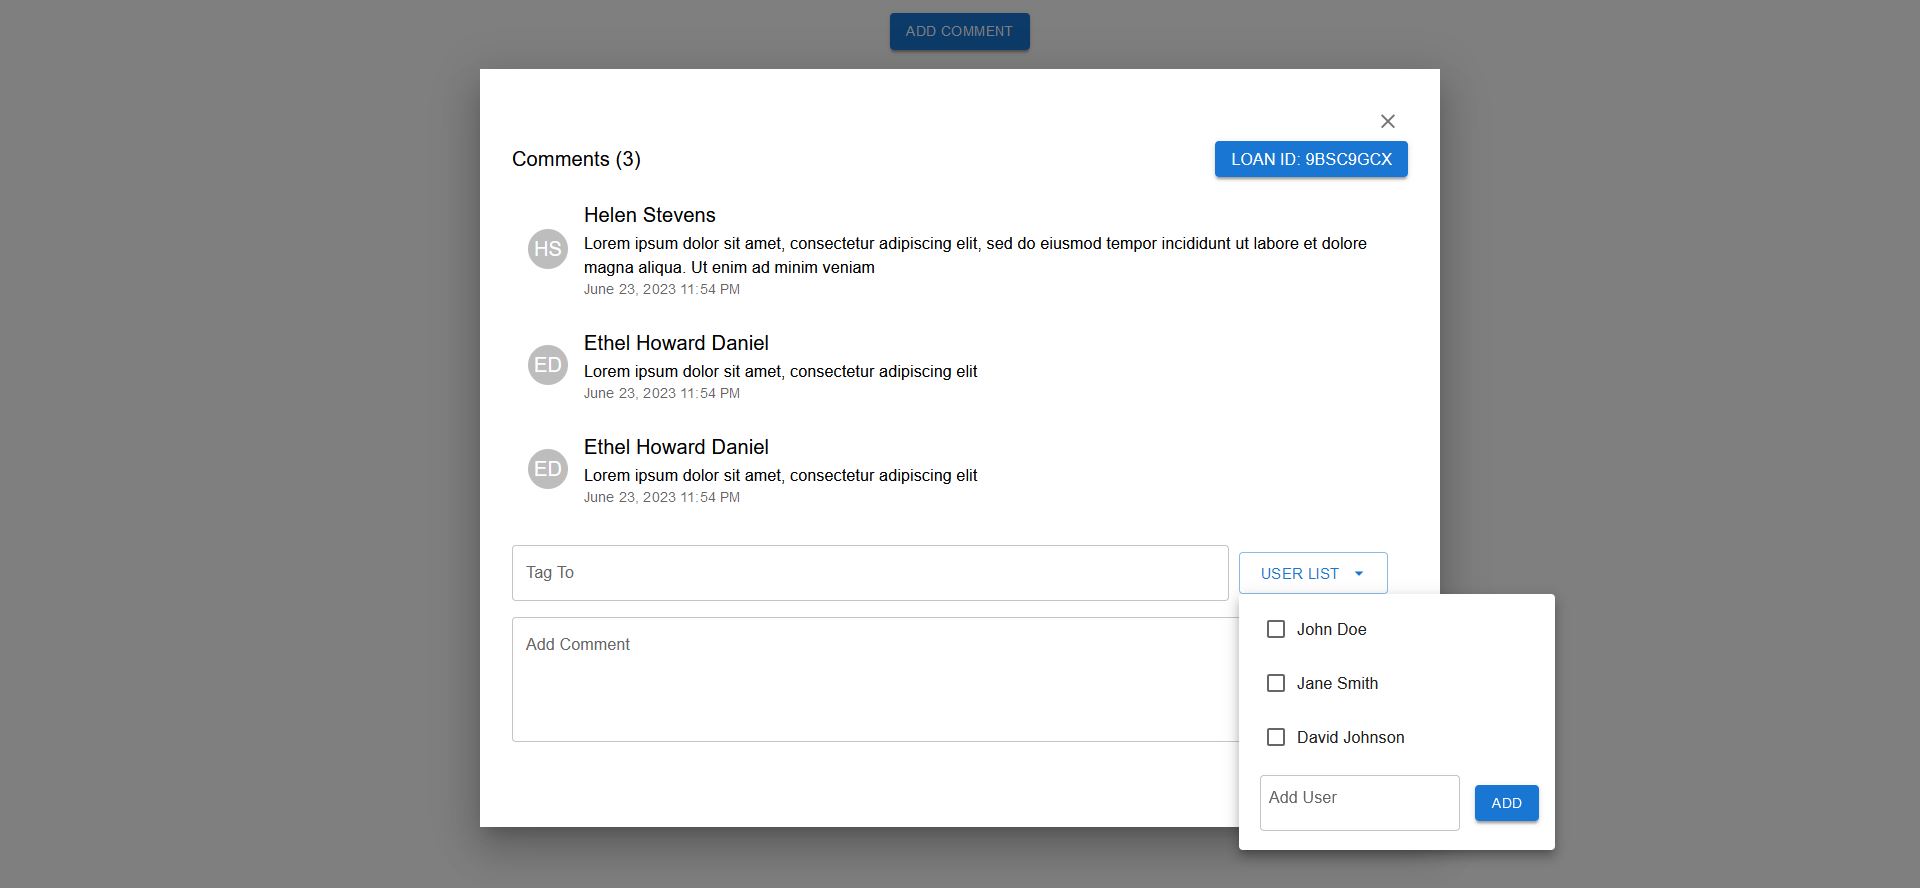 ADD COMMENT
Comments (3)
LOAN ID: 9BSC9GCX
HS
Helen Stevens
Lorem ipsum dolor sit amet, consectetur adipiscing elit, sed do eiusmod tempor incididunt ut labore et dolore
magna aliqua. Ut enim ad minim veniam
June 23, 2023 11:54 PM
ED
Ethel Howard Daniel
Lorem ipsum dolor sit amet, consectetur adipiscing elit
June 23, 2023 11:54 PM
ED
Ethel Howard Daniel
Lorem ipsum dolor sit amet, consectetur adipiscing elit
June 23, 2023 11:54 PM
Tag To
USER LIST
Add Comment
John Doe
Jane Smith
David Johnson
Add User
ADD